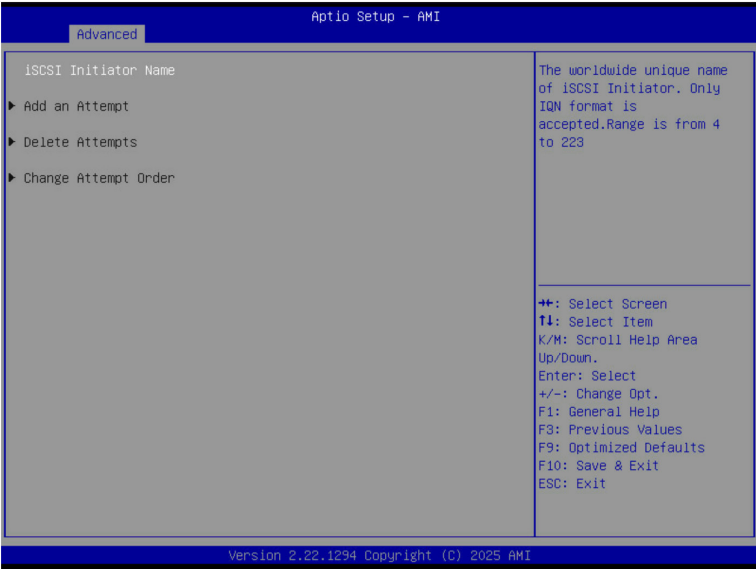 Aptio Setup – AMI
Advanced
iSCSI Initiator Name
▶ Add an Attempt
▶ Delete Attempts
▶ Change Attempt Order
The worldwide unique name
of iSCSI Initiator. Only
IQN format is
accepted.Range is from 4
to 223
→←: Select Screen
↑↓: Select Item
K/M: Scroll Help Area
Up/Down.
Enter: Select
+/-: Change Opt.
F1: General Help
F3: Previous Values
F9: Optimized Defaults
F10: Save & Exit
ESC: Exit
Version 2.22.1294 Copyright (C) 2025 AMI